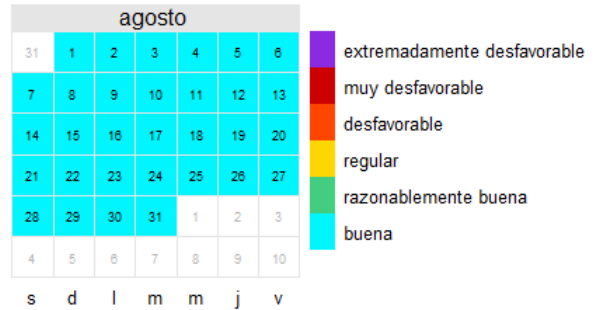 agosto
31 1 2 3 4 5 6
7 8 9 10 11 12 13
14 15 16 17 18 19 20
21 22 23 24 25 26 27
28 29 30 31 1 2 3
4 5 6 7 8 9 10
s d l m m j v
extremadamente desfavorable
muy desfavorable
desfavorable
regular
razonablemente buena
buena